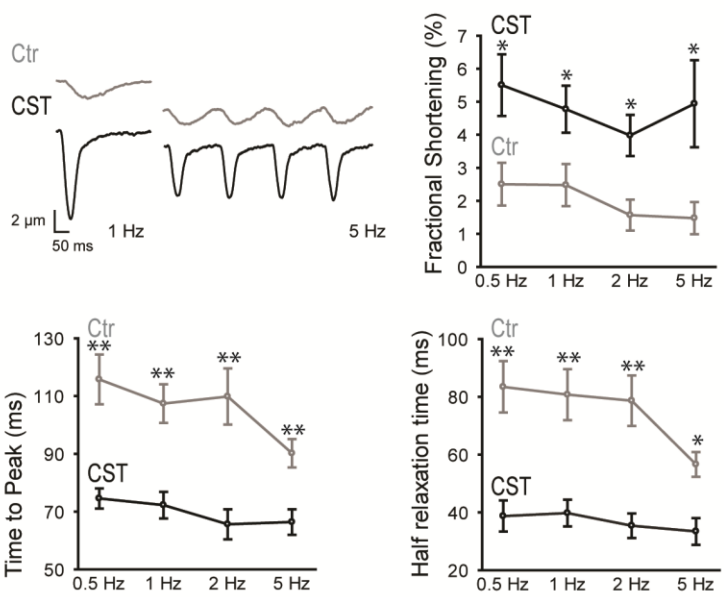 Ctr
CST
2 µm
50 ms
1 Hz
5 Hz
Fractional Shortening (%)
CST
Ctr
7
6
5
4
3
2
1
0
* * * *
0.5 Hz 1 Hz 2 Hz 5 Hz
Time to Peak (ms)
Ctr
CST
130
110
90
70
50
** ** ** **
0.5 Hz 1 Hz 2 Hz 5 Hz
Half relaxation time (ms)
Ctr
CST
100
80
60
40
20
** ** ** *
0.5 Hz 1 Hz 2 Hz 5 Hz